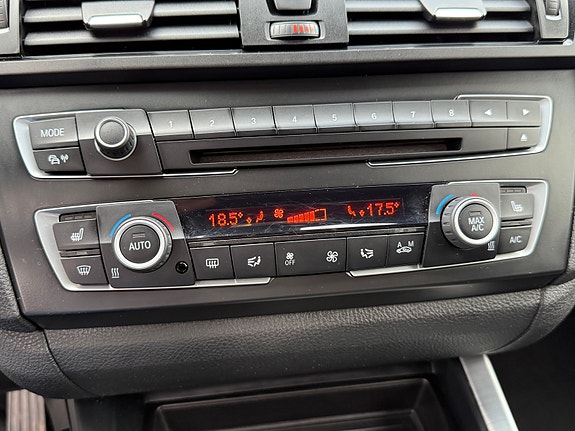 MODE 1 2 3 4 5 6 7 8
18.5° 17.5°
AUTO MAX A/C
OFF A M A/C